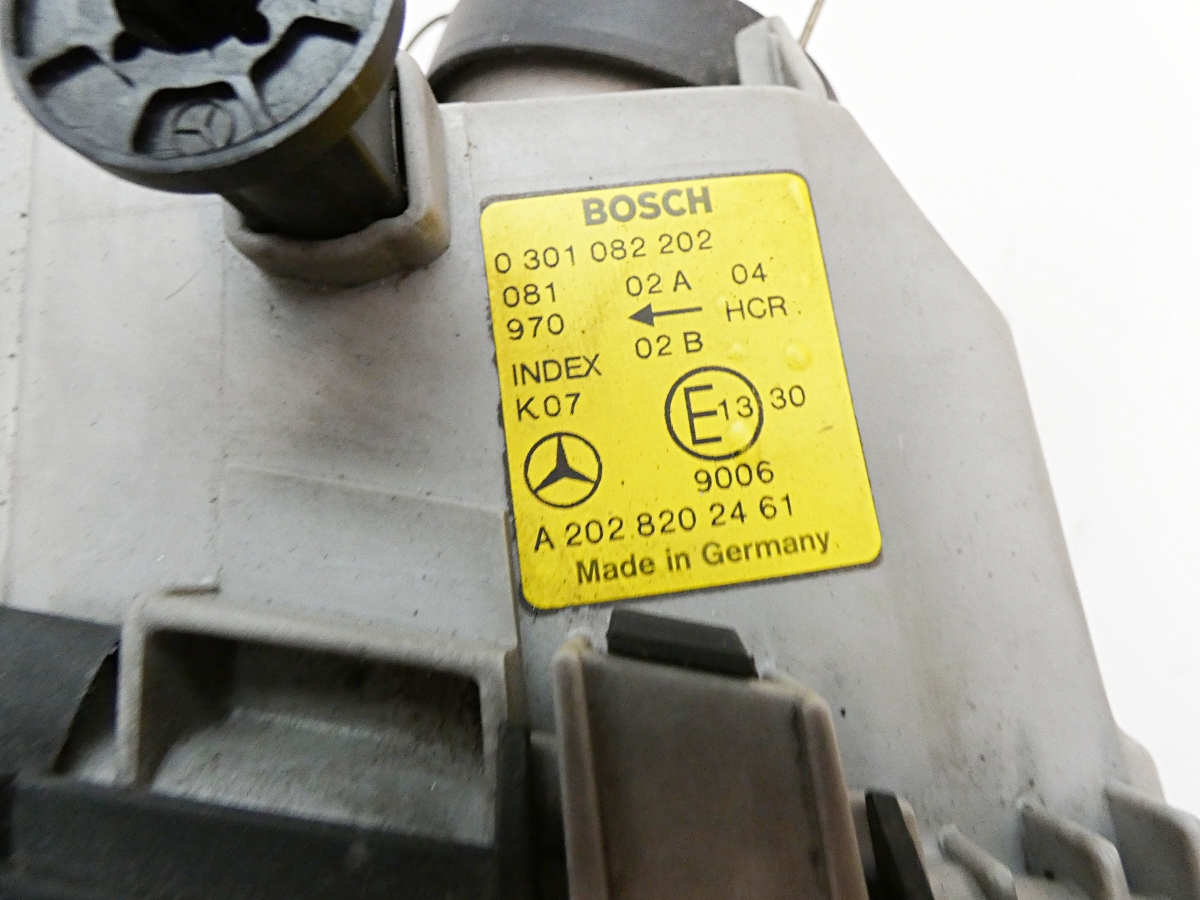 BOSCH
0 301 082 202
081 02 A 04
970 ← HCR
INDEX 02 B
K07 E 13 30
9006
A 202 820 24 61
Made in Germany